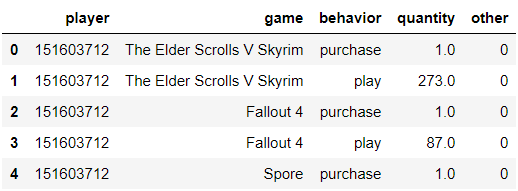 player game behavior quantity other
0 151603712 The Elder Scrolls V Skyrim purchase 1.0 0
1 151603712 The Elder Scrolls V Skyrim play 273.0 0
2 151603712 Fallout 4 purchase 1.0 0
3 151603712 Fallout 4 play 87.0 0
4 151603712 Spore purchase 1.0 0